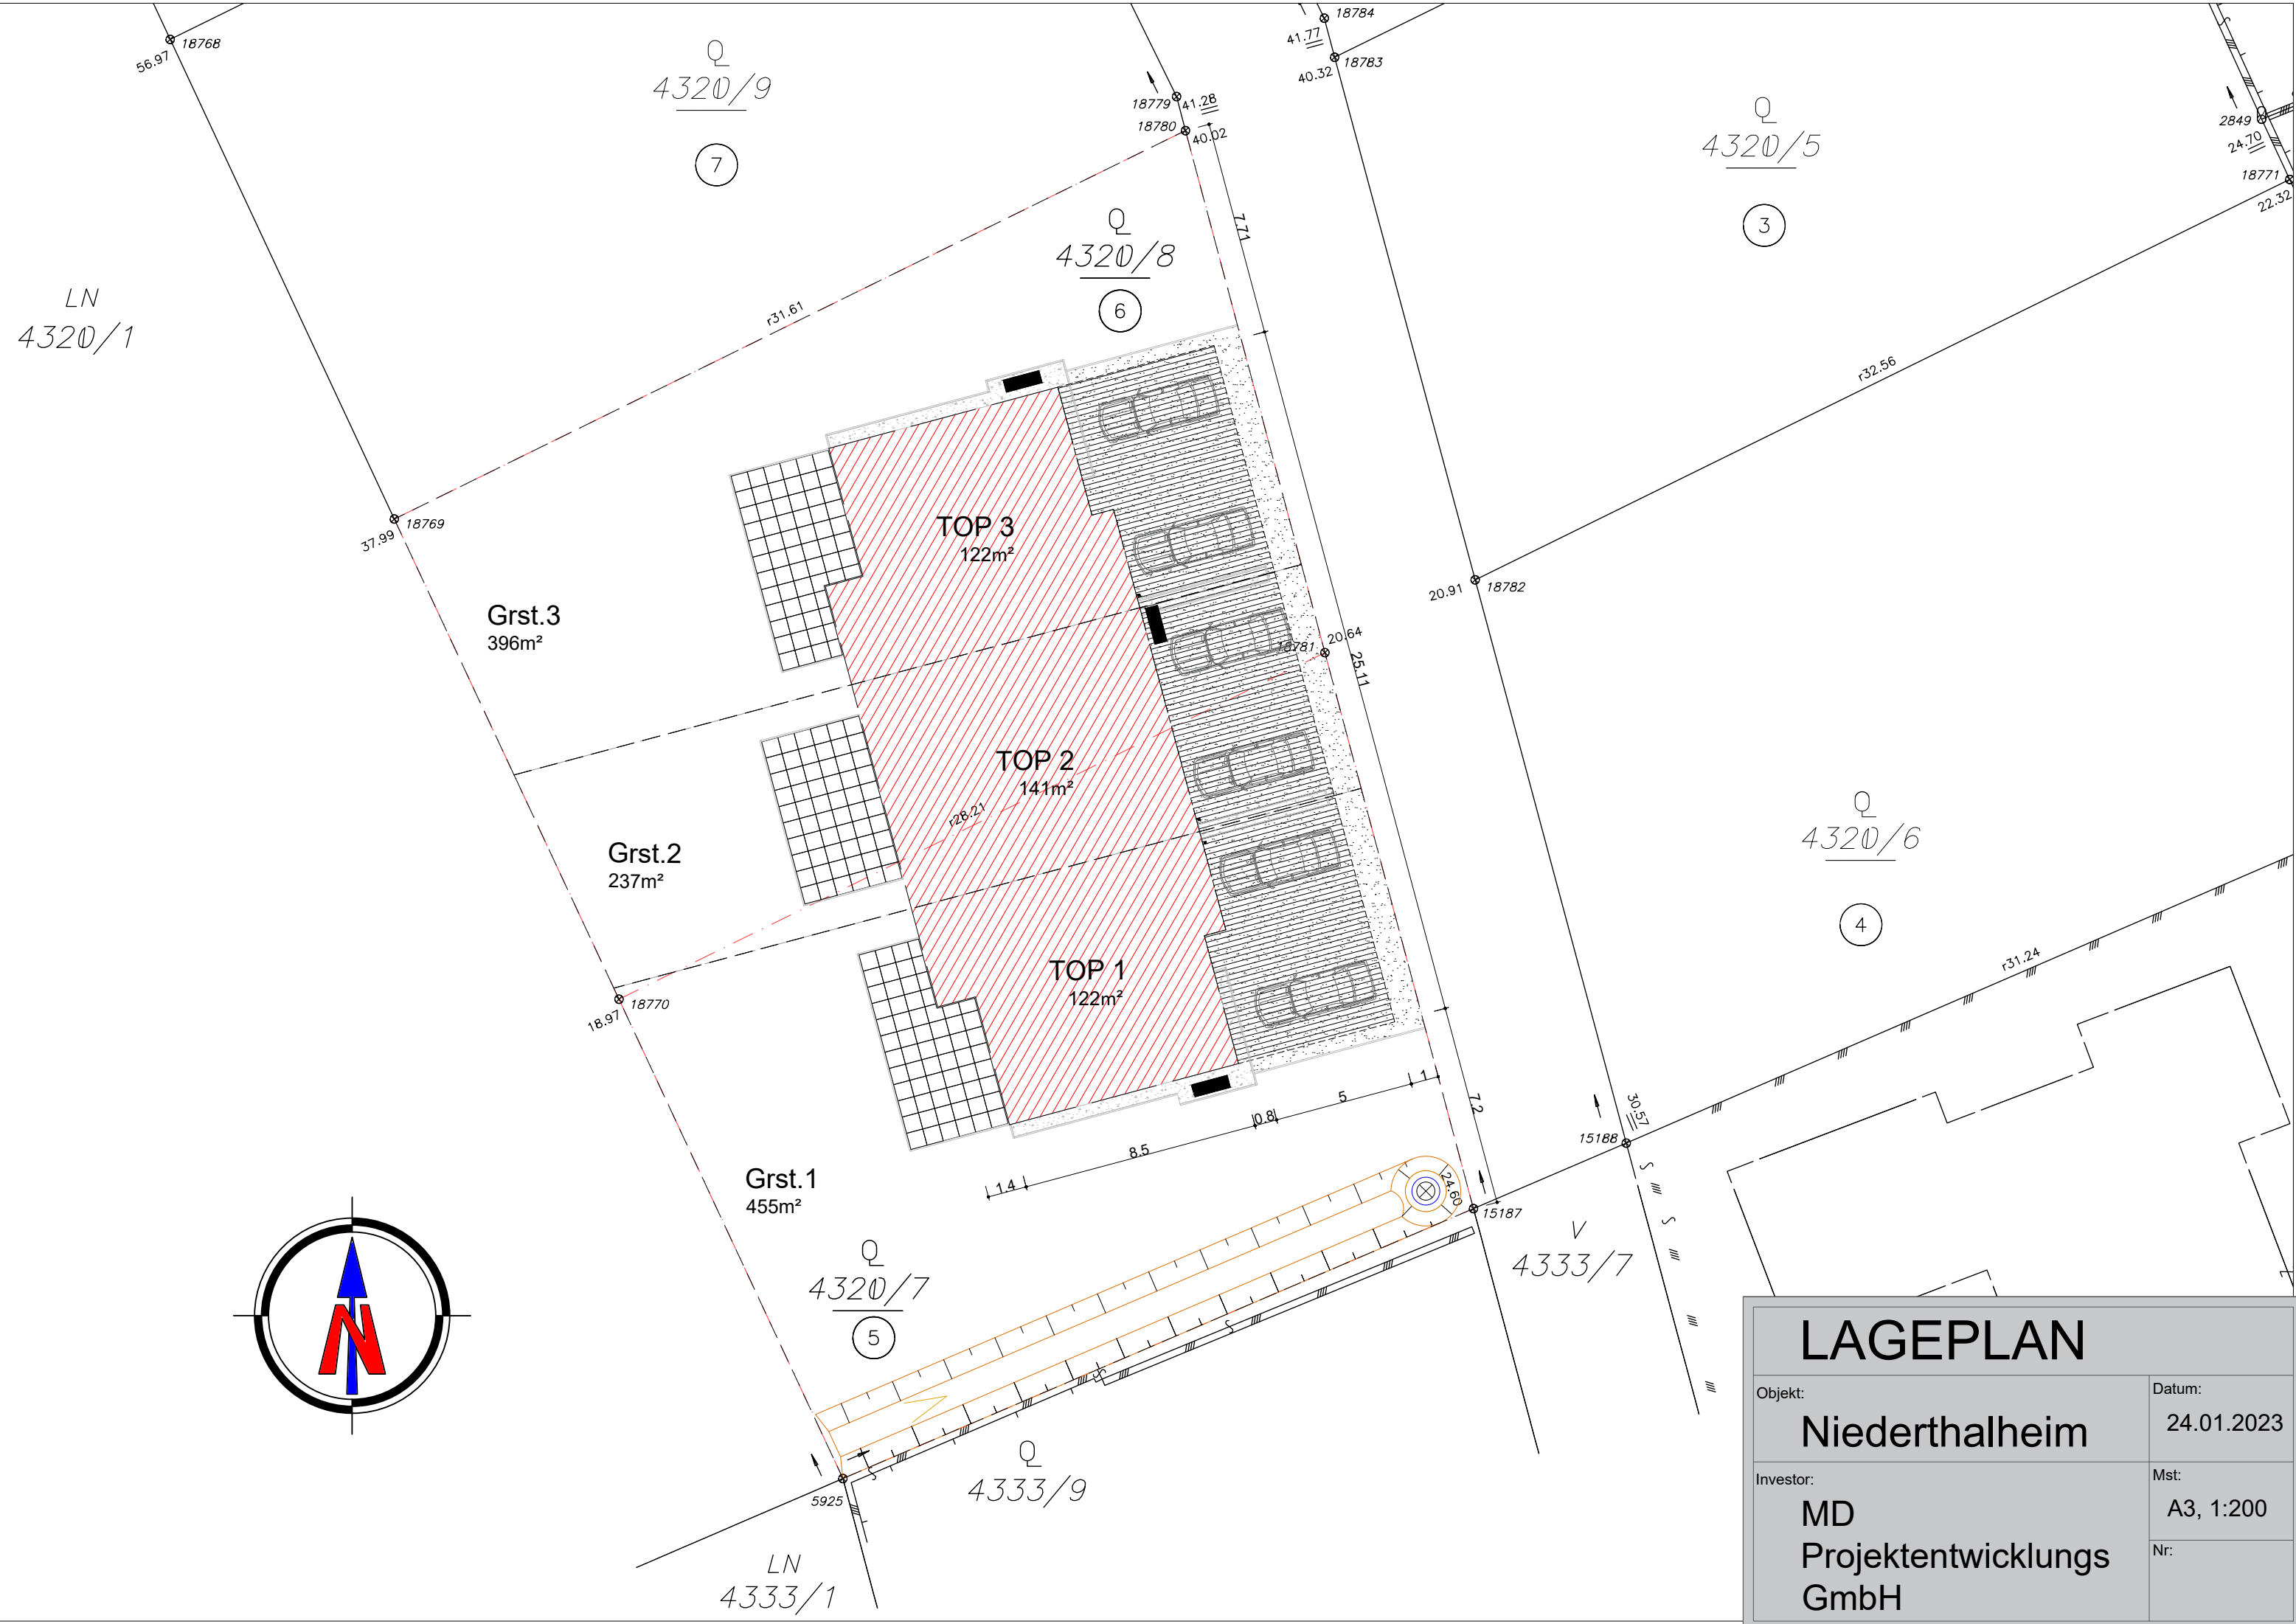 18768
56.97
Q
4320/9
7
18784
41.77
18783
40.32
18779
41.28
18780
40.02
Q
4320/5
3
2849
24.70
18771
22.32
LN
4320/1
Q
4320/8
6
7.71
r31.61
r32.56
18769
37.99
TOP 3
122m²
Grst.3
396m²
20.91
18782
18781
20.64
25.11
TOP 2
141m²
r28.21
Grst.2
237m²
Q
4320/6
4
r31.24
18770
18.97
TOP 1
122m²
1.4
8.5
0.8
5
1
7.2
30.57
15188
24.60
15187
Grst.1
455m²
Q
4320/7
5
V
4333/7
N
Q
4333/9
5925
LN
4333/1
LAGEPLAN
Objekt:
Niederthalheim
Datum:
24.01.2023
Investor:
MD
Projektentwicklungs
GmbH
Mst:
A3, 1:200
Nr: